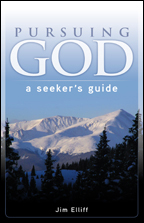 PURSUING
GOD
a seeker's guide
Jim Elliff